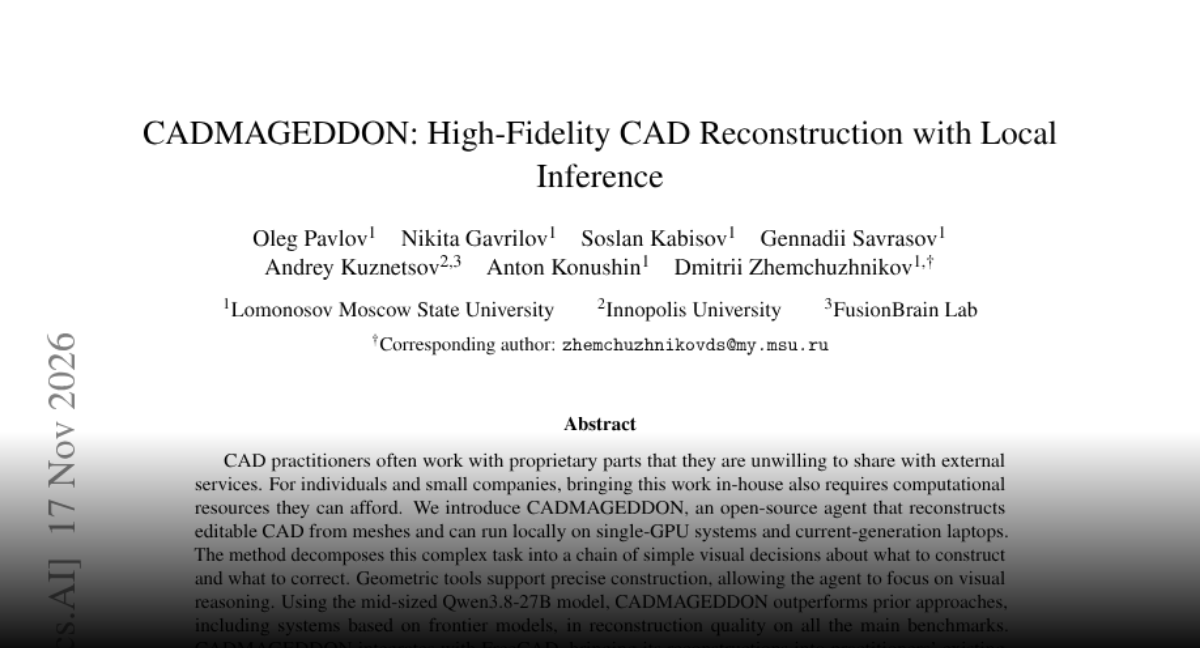 CADMAGEDDON: High-Fidelity CAD Reconstruction with Local
Inference
Oleg Pavlov1 Nikita Gavrilov1 Soslan Kabisov1 Gennadii Savrasov1
Andrey Kuznetsov2,3 Anton Konushin1 Dmitrii Zhemchuzhnikov1,†
1Lomonosov Moscow State University 2Innopolis University 3FusionBrain Lab
†Corresponding author: zhemchuzhnikovds@my.msu.ru
Abstract
CAD practitioners often work with proprietary parts that they are unwilling to share with external
services. For individuals and small companies, bringing this work in-house also requires computational
resources they can afford. We introduce CADMAGEDDON, an open-source agent that reconstructs
editable CAD from meshes and can run locally on single-GPU systems and current-generation laptops.
The method decomposes this complex task into a chain of simple visual decisions about what to construct
and what to correct. Geometric tools support precise construction, allowing the agent to focus on visual
reasoning. Using the mid-sized Qwen3.8-27B model, CADMAGEDDON outperforms prior approaches,
including systems based on frontier models, in reconstruction quality on all the main benchmarks.
cs.AI] 17 Nov 2026